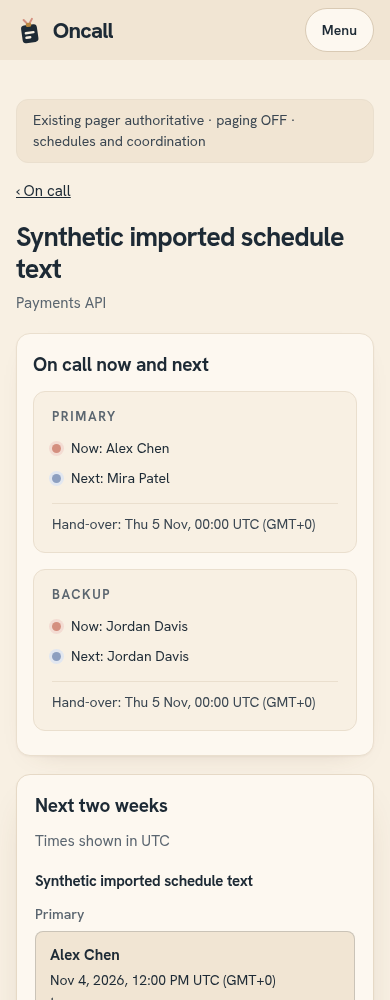 Oncall
Menu
Existing pager authoritative · paging OFF ·
schedules and coordination
‹ On call
Synthetic imported schedule
text
Payments API
On call now and next
PRIMARY
Now: Alex Chen
Next: Mira Patel
Hand-over: Thu 5 Nov, 00:00 UTC (GMT+0)
BACKUP
Now: Jordan Davis
Next: Jordan Davis
Hand-over: Thu 5 Nov, 00:00 UTC (GMT+0)
Next two weeks
Times shown in UTC
Synthetic imported schedule text
Primary
Alex Chen
Nov 4, 2026, 12:00 PM UTC (GMT+0)